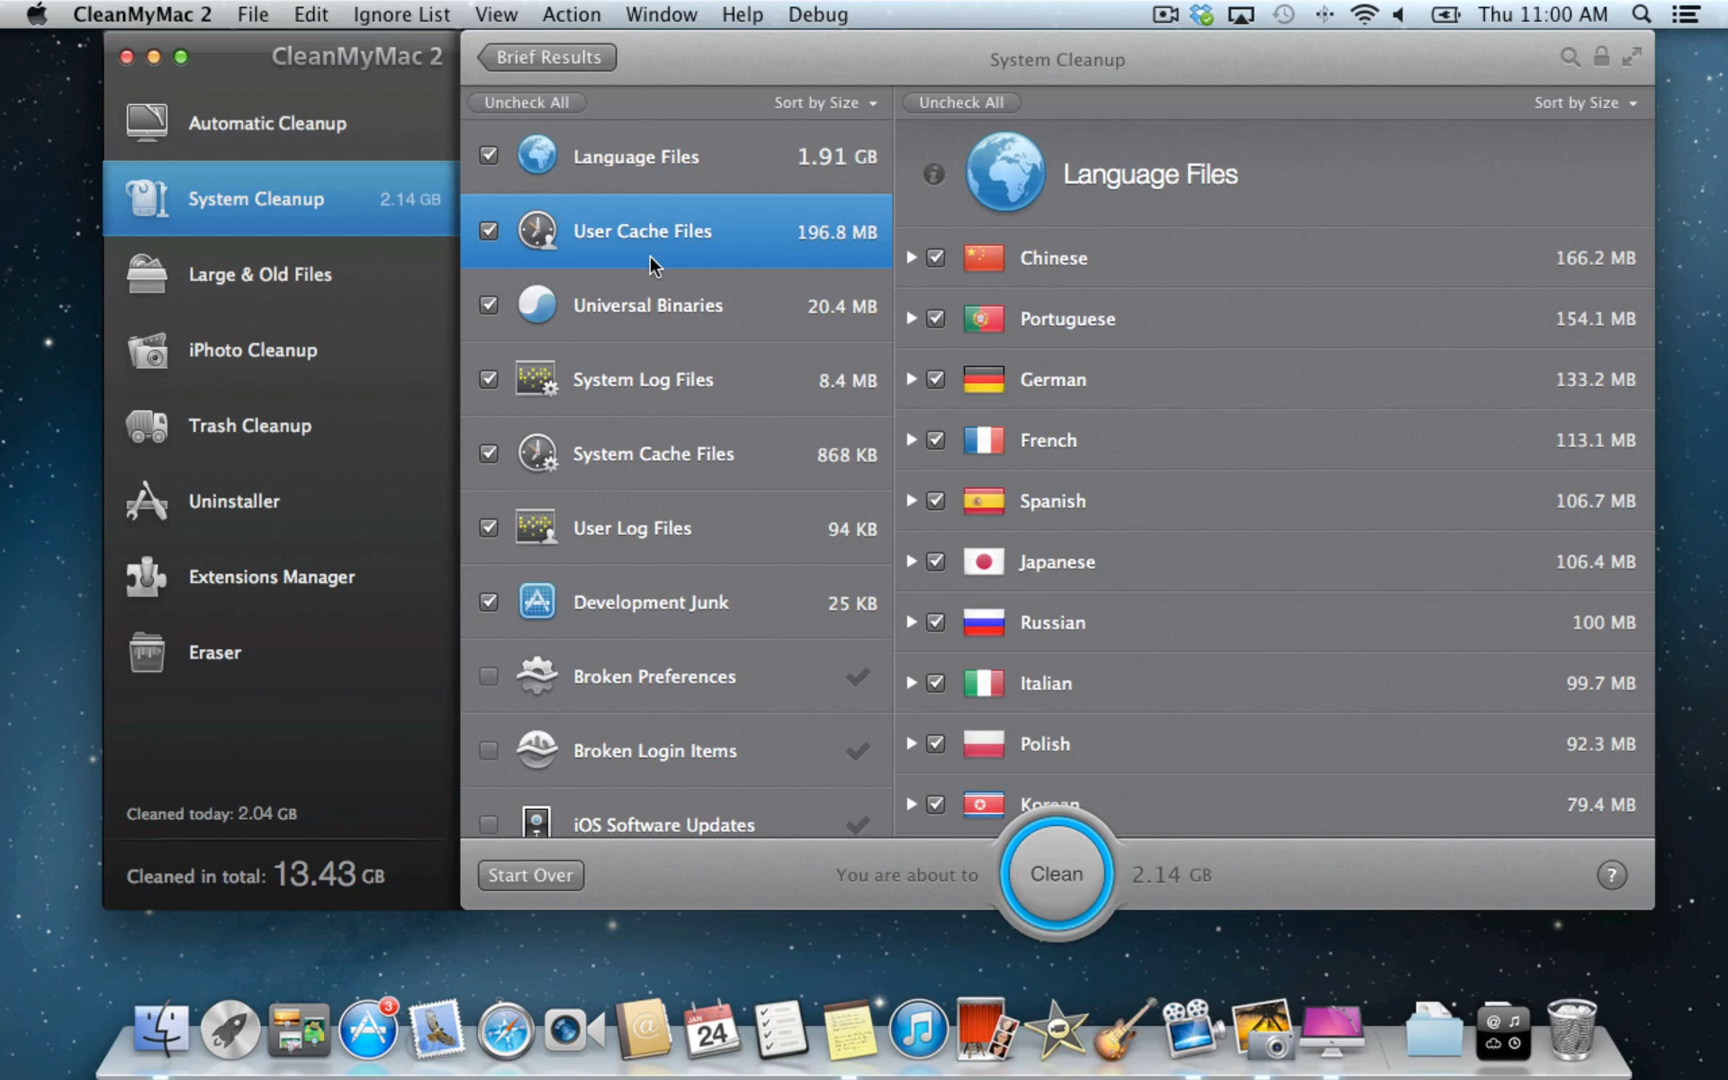 CleanMyMac 2 File Edit Ignore List View Action Window Help Debug Thu 11:00 AM
CleanMyMac 2
Automatic Cleanup
System Cleanup 2.14 GB
Large & Old Files
iPhoto Cleanup
Trash Cleanup
Uninstaller
Extensions Manager
Eraser
Cleaned today: 2.04 GB
Cleaned in total: 13.43 GB
Brief Results
System Cleanup
Uncheck All Sort by Size
Language Files 1.91 GB
User Cache Files 196.8 MB
Universal Binaries 20.4 MB
System Log Files 8.4 MB
System Cache Files 868 KB
User Log Files 94 KB
Development Junk 25 KB
Broken Preferences
Broken Login Items
iOS Software Updates
Uncheck All Sort by Size
Language Files
Chinese 166.2 MB
Portuguese 154.1 MB
German 133.2 MB
French 113.1 MB
Spanish 106.7 MB
Japanese 106.4 MB
Russian 100 MB
Italian 99.7 MB
Polish 92.3 MB
Korean 79.4 MB
Start Over
You are about to Clean 2.14 GB
?
3
@
JAN
24
@